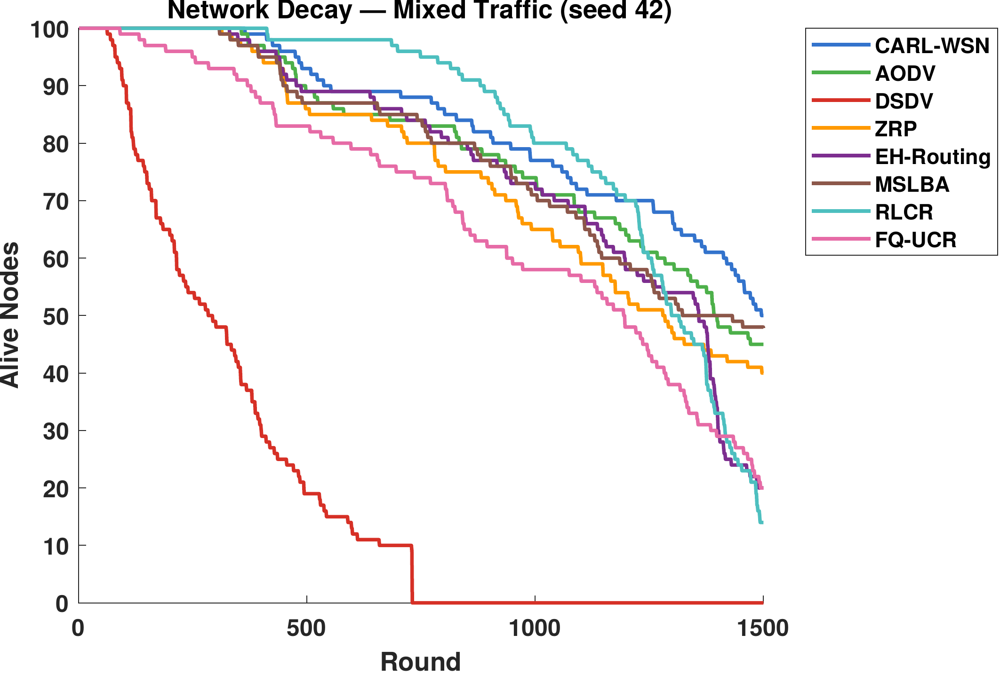 Network Decay — Mixed Traffic (seed 42)
100
90
80
70
60
50
40
30
20
10
0
Alive Nodes
0
500
1000
1500
Round
CARL-WSN
AODV
DSDV
ZRP
EH-Routing
MSLBA
RLCR
FQ-UCR